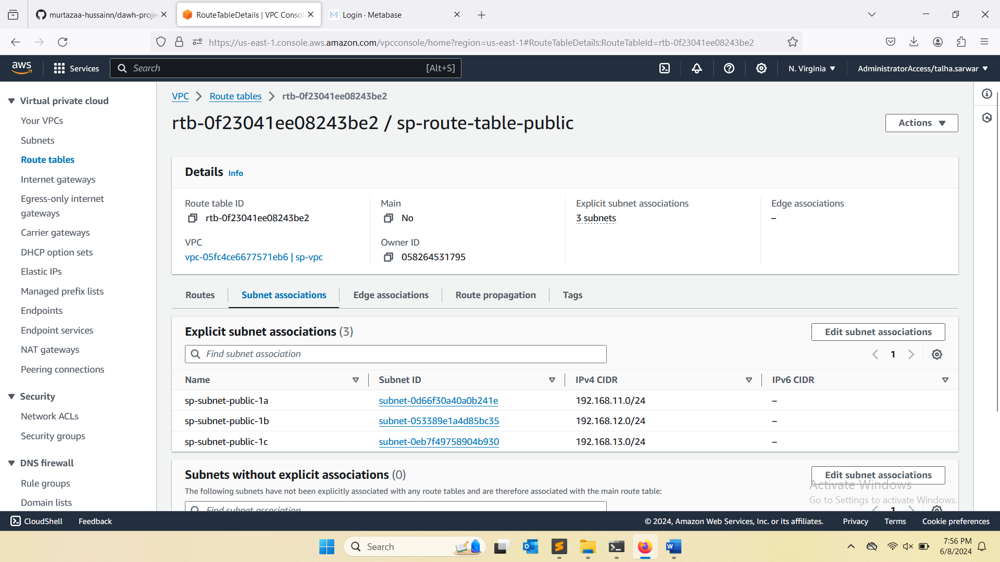 murtazaa-hussainn/dawh-proje
RouteTableDetails | VPC Consol
Login · Metabase
https://us-east-1.console.aws.amazon.com/vpcconsole/home?region=us-east-1#RouteTableDetails:RouteTableId=rtb-0f23041ee08243be2
aws
Services
Search
[Alt+S]
N. Virginia
AdministratorAccess/talha.sarwar
Virtual private cloud
Your VPCs
Subnets
Route tables
Internet gateways
Egress-only internet
gateways
Carrier gateways
DHCP option sets
Elastic IPs
Managed prefix lists
Endpoints
Endpoint services
NAT gateways
Peering connections
Security
Network ACLs
Security groups
DNS firewall
Rule groups
Domain lists
VPC
Route tables
rtb-0f23041ee08243be2
rtb-0f23041ee08243be2 / sp-route-table-public
Actions
Details Info
Route table ID
rtb-0f23041ee08243be2
Main
No
Explicit subnet associations
3 subnets
Edge associations
–
VPC
vpc-05fc4ce6677571eb6 | sp-vpc
Owner ID
058264531795
Routes
Subnet associations
Edge associations
Route propagation
Tags
Explicit subnet associations (3)
Edit subnet associations
Find subnet association
1
Name Subnet ID IPv4 CIDR IPv6 CIDR
sp-subnet-public-1a subnet-0d66f30a40a0b241e 192.168.11.0/24 –
sp-subnet-public-1b subnet-053389e1a4d85bc35 192.168.12.0/24 –
sp-subnet-public-1c subnet-0eb7f49758904b930 192.168.13.0/24 –
Subnets without explicit associations (0)
Edit subnet associations
The following subnets have not been explicitly associated with any route tables and are therefore associated with the main route table:
Find subnet association
1
Activate Windows
Go to Settings to activate Windows.
CloudShell
Feedback
© 2024, Amazon Web Services, Inc. or its affiliates.
Privacy
Terms
Cookie preferences
Search
7:56 PM
6/8/2024